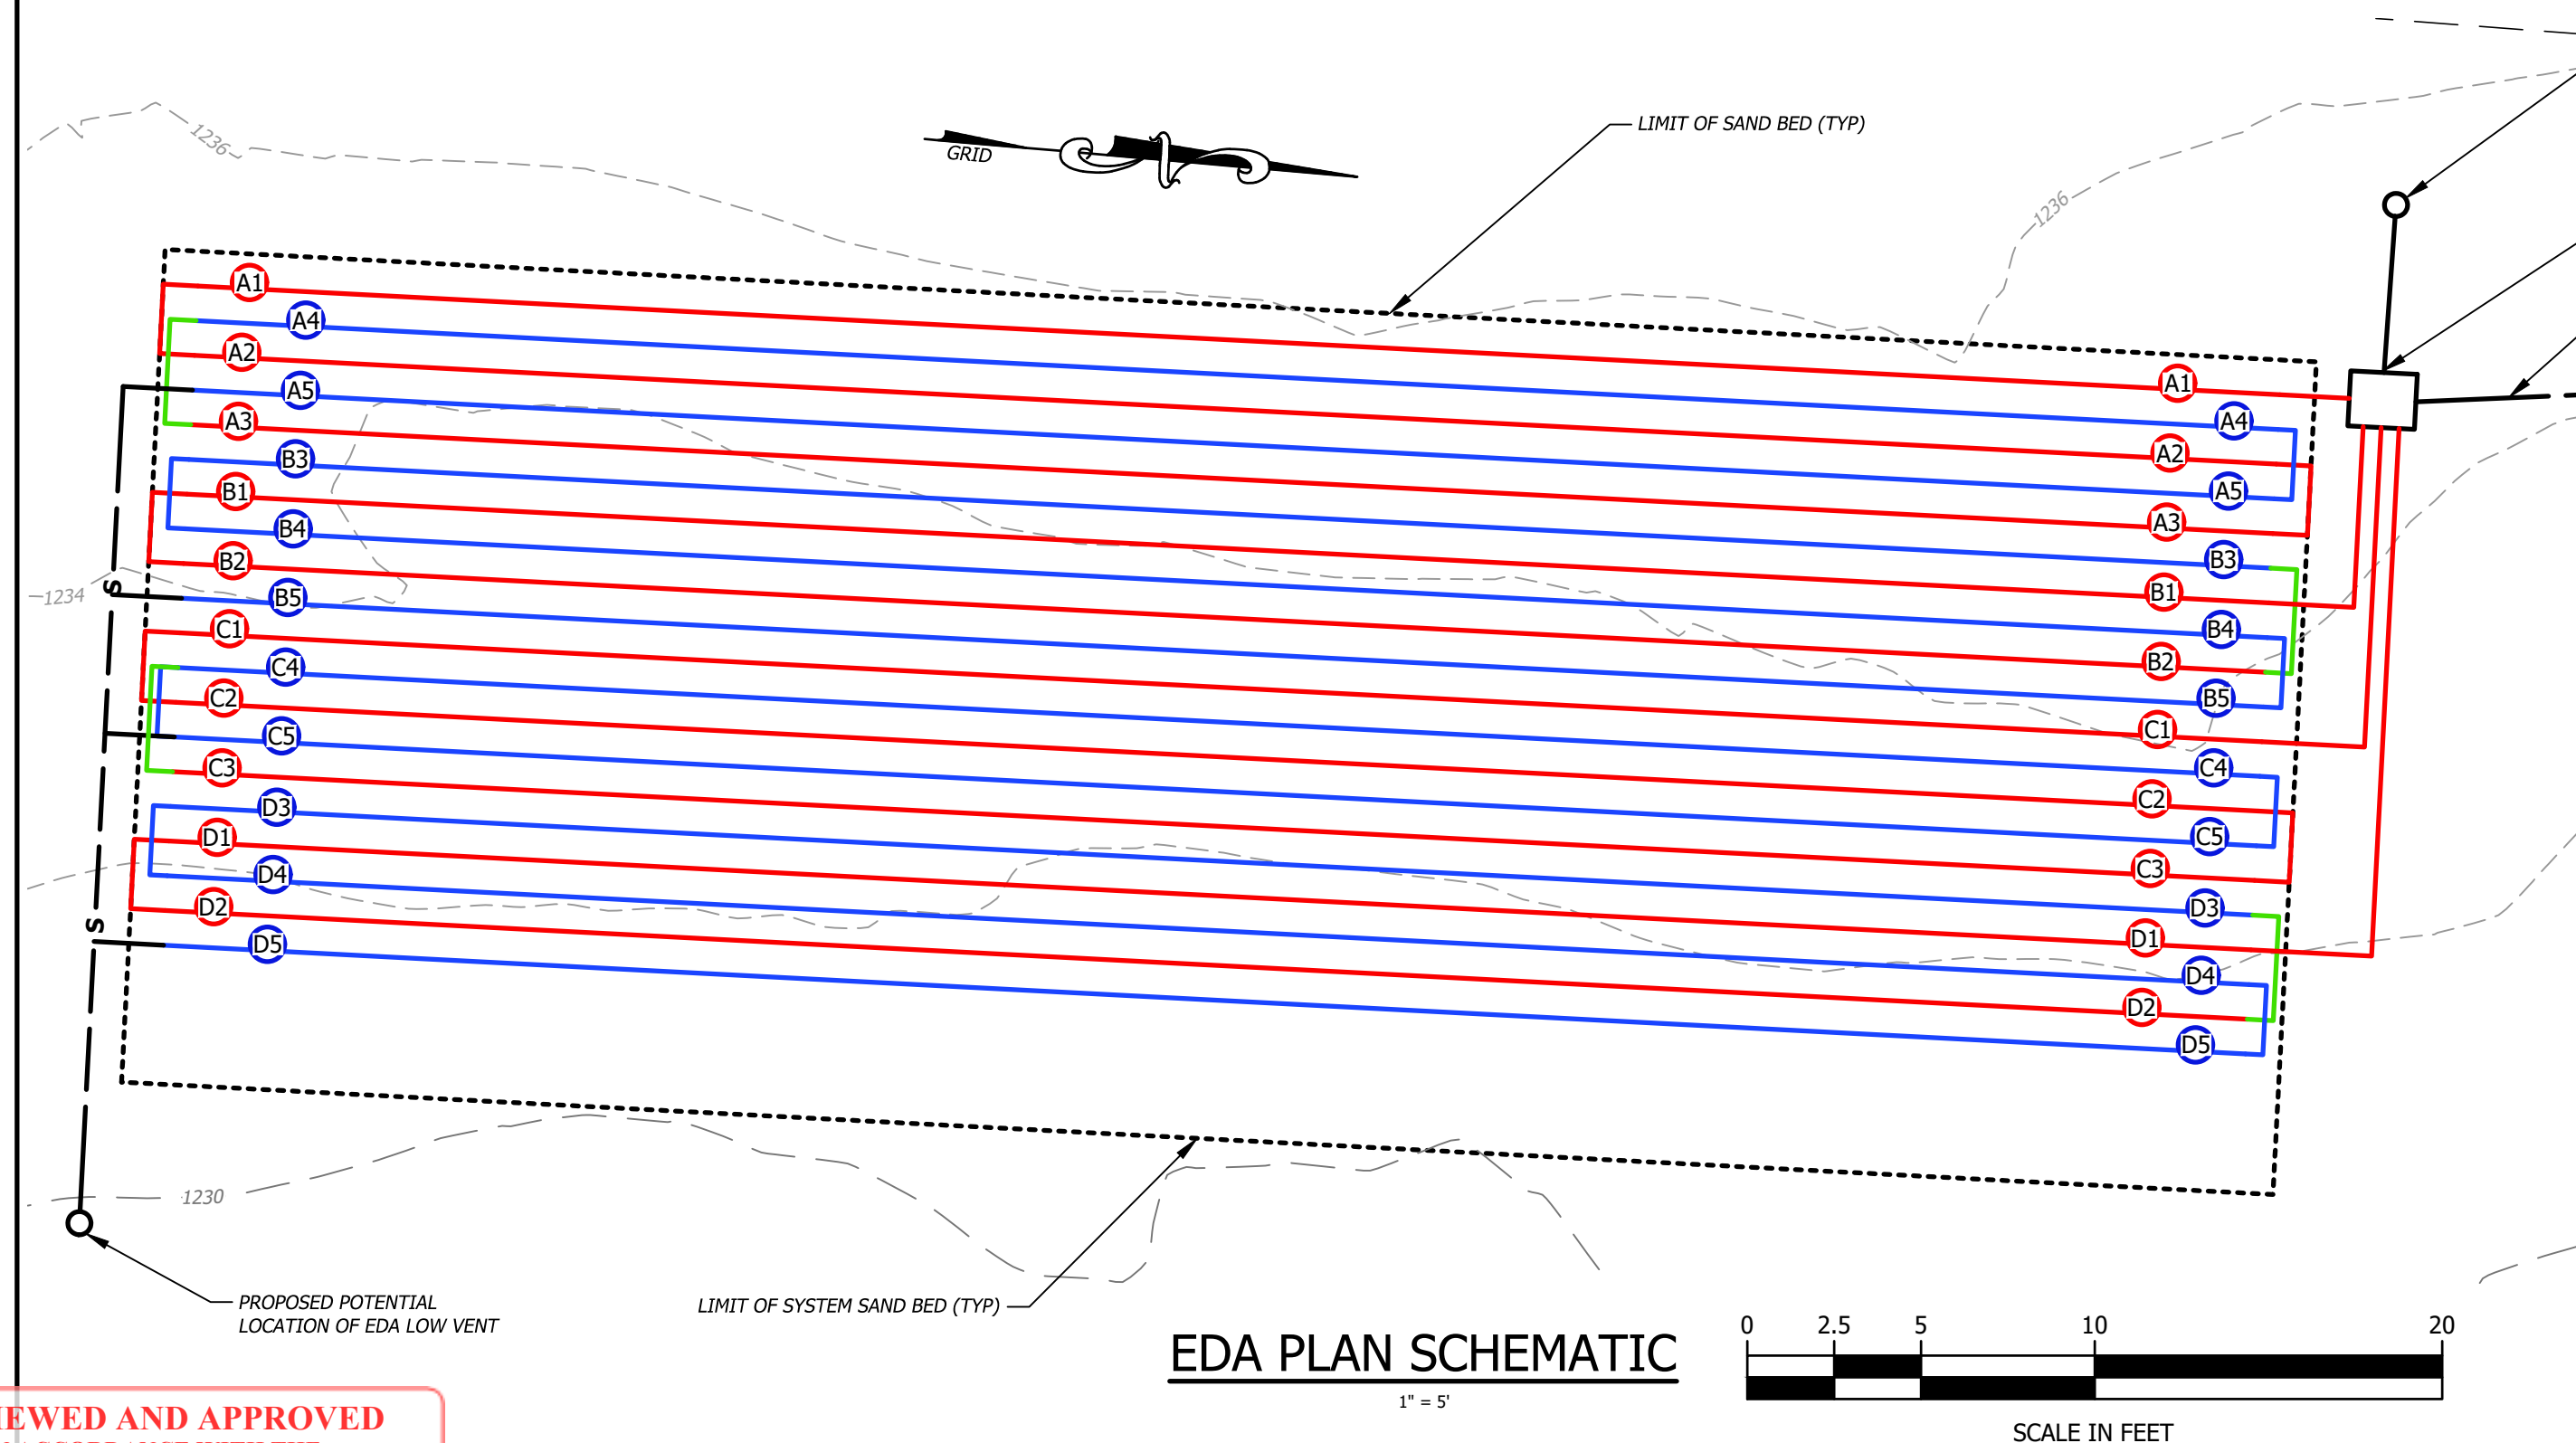 1236
GRID
LIMIT OF SAND BED (TYP)
1236
A1
A4
A2
A5
A3
B3
B1
B4
B2
B5
C1
C4
C2
C5
C3
D3
D1
D4
D2
D5
A1
A4
A2
A5
A3
B3
B1
B4
B2
B5
C1
C4
C2
C5
C3
D3
D1
D4
D2
D5
S
1234
S
1230
PROPOSED POTENTIAL
LOCATION OF EDA LOW VENT
LIMIT OF SYSTEM SAND BED (TYP)
EDA PLAN SCHEMATIC
1" = 5'
0 2.5 5 10 20
SCALE IN FEET
AND APPROVED